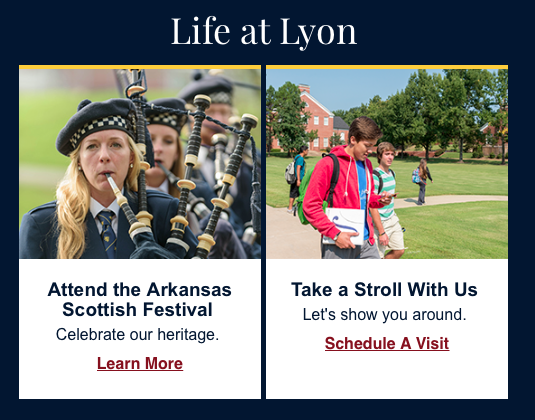 Life at Lyon
Attend the Arkansas
Scottish Festival
Celebrate our heritage.
Learn More
Take a Stroll With Us
Let's show you around.
Schedule A Visit